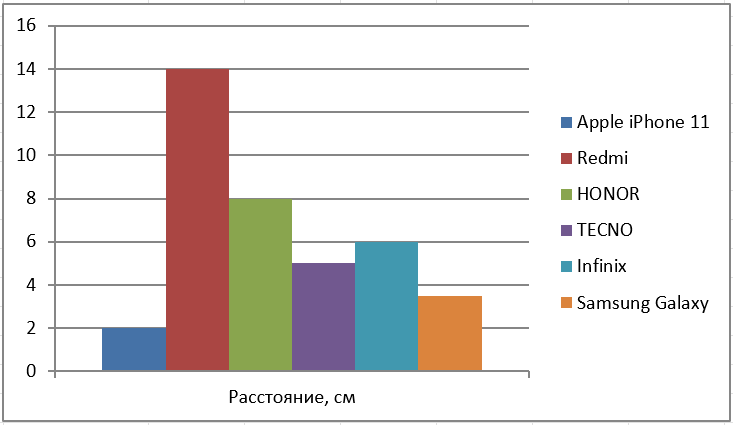 16
14
12
10
8
6
4
2
0
Расстояние, см
Apple iPhone 11
Redmi
HONOR
TECNO
Infinix
Samsung Galaxy